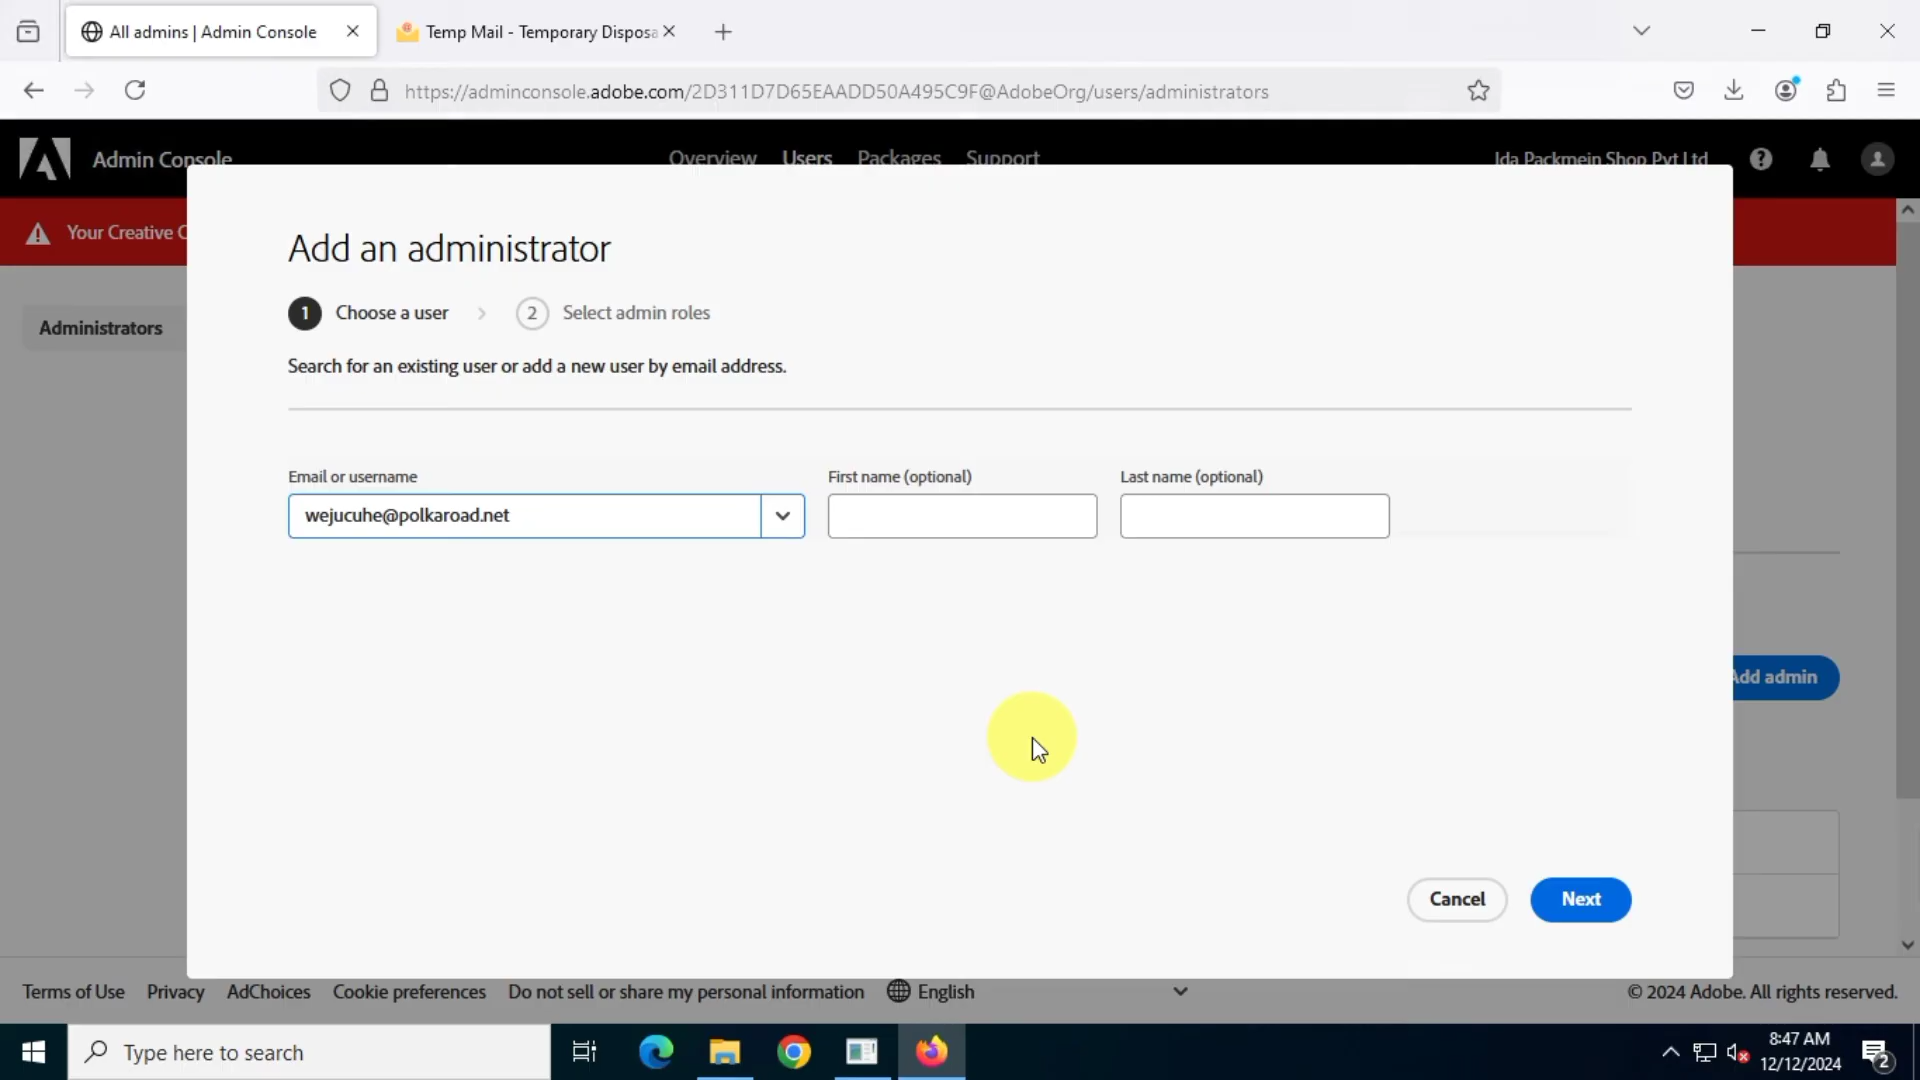 All admins | Admin Console
Temp Mail - Temporary Disposa
https://adminconsole.adobe.com/2D311D7D65EAADD50A495C9F@AdobeOrg/users/administrators
Admin Console
Overview Users Packages Support
Ida Packmein Shop Pvt Ltd
Your Creative C
Add an administrator
1 Choose a user
2 Select admin roles
Administrators
Search for an existing user or add a new user by email address.
Email or username
First name (optional)
Last name (optional)
wejucuhe@polkaroad.net
Add admin
Cancel
Next
Terms of Use Privacy AdChoices Cookie preferences Do not sell or share my personal information English
© 2024 Adobe. All rights reserved.
Type here to search
8:47 AM
12/12/2024
2